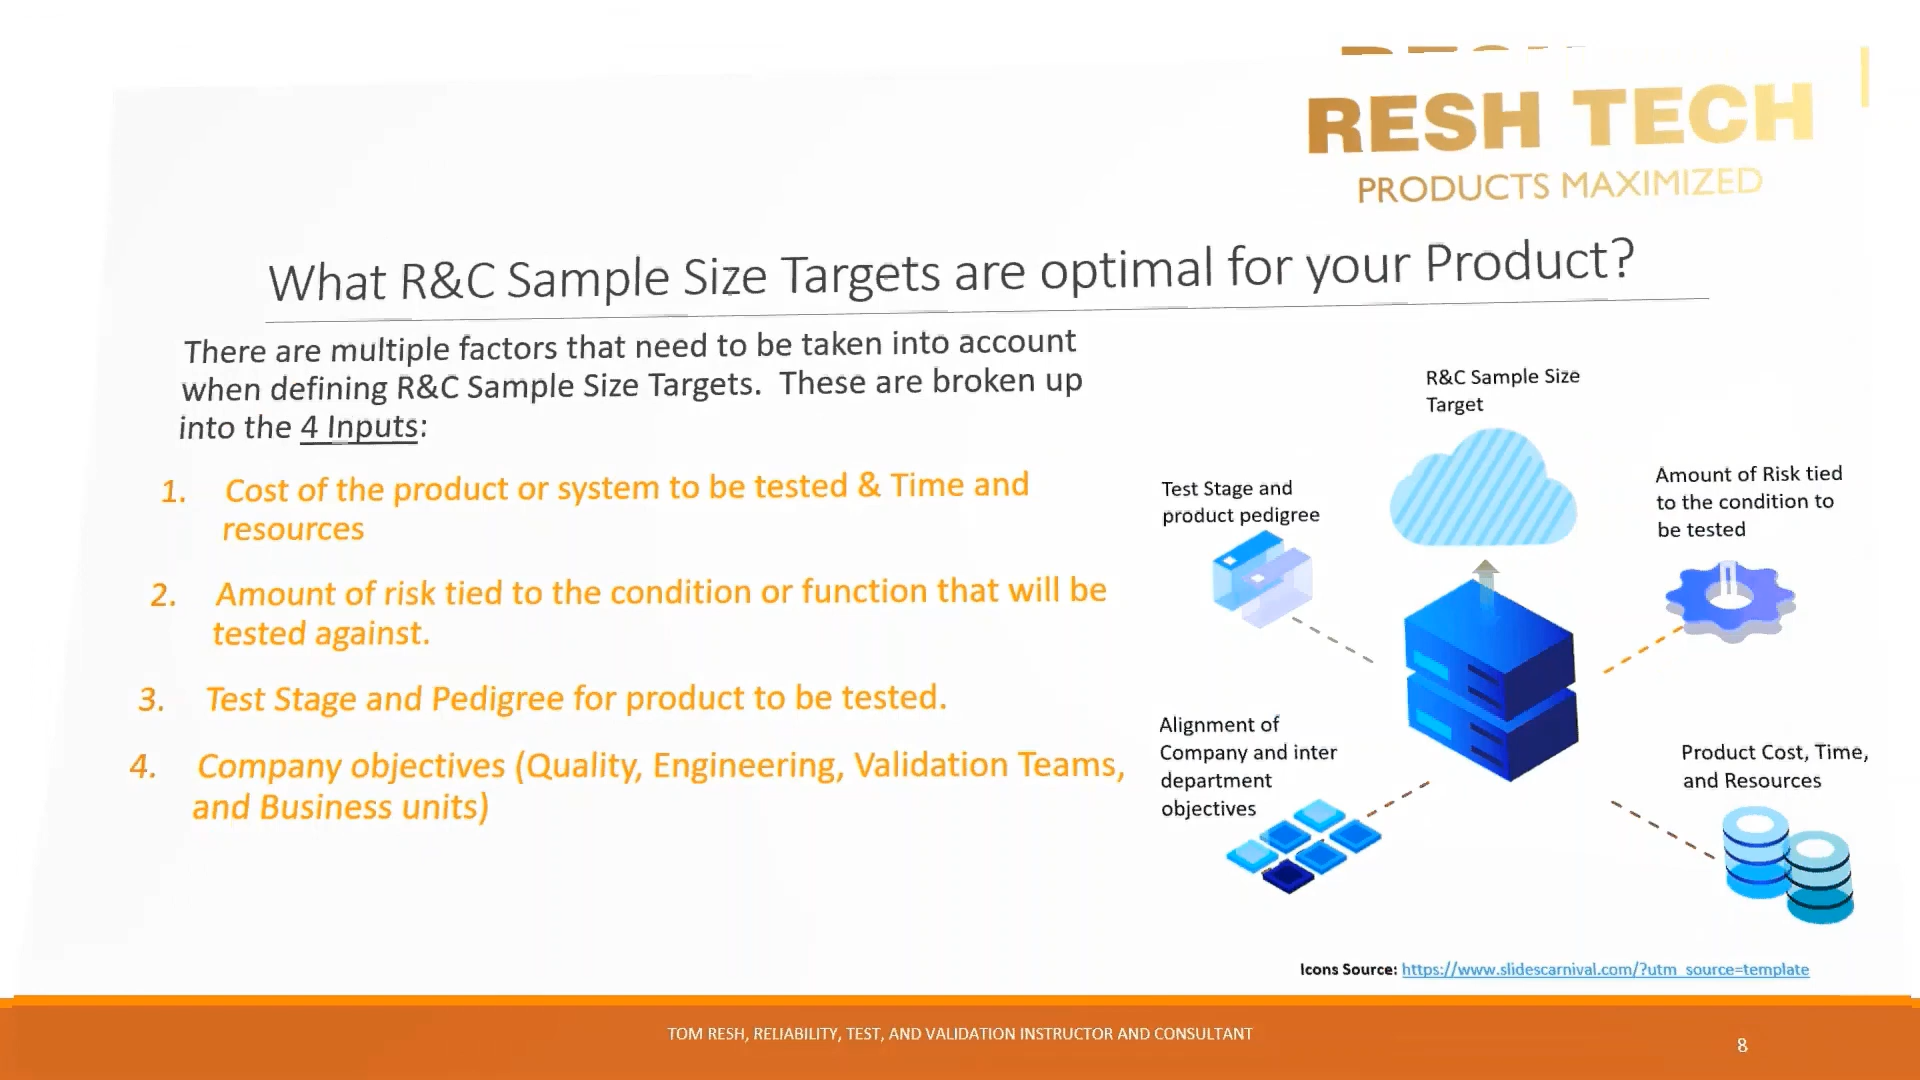 RESH TECH
PRODUCTS MAXIMIZED
What R&C Sample Size Targets are optimal for your Product?
There are multiple factors that need to be taken into account
when defining R&C Sample Size Targets.  These are broken up
into the 4 Inputs:
1. Cost of the product or system to be tested & Time and
resources
2. Amount of risk tied to the condition or function that will be
tested against.
3. Test Stage and Pedigree for product to be tested.
4. Company objectives (Quality, Engineering, Validation Teams,
and Business units)
R&C Sample Size
Target
Test Stage and
product pedigree
Amount of Risk tied
to the condition to
be tested
Alignment of
Company and inter
department
objectives
Product Cost, Time,
and Resources
Icons Source: https://www.slidescarnival.com/?utm_source=template
TOM RESH, RELIABILITY, TEST, AND VALIDATION INSTRUCTOR AND CONSULTANT
8